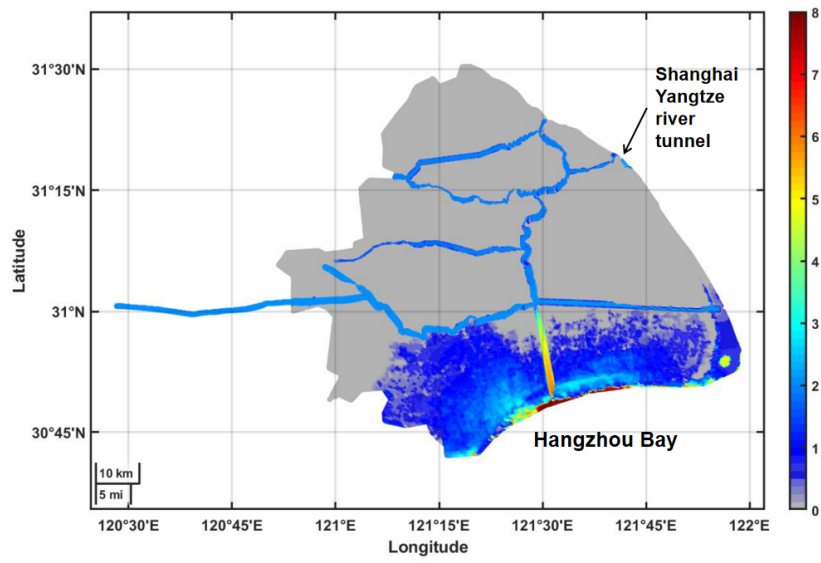 8
7
6
5
4
3
2
1
0
31°30'N
31°15'N
31°N
30°45'N
Latitude
Shanghai
Yangtze
river
tunnel
Hangzhou Bay
10 km
5 mi
120°30'E 120°45'E 121°E 121°15'E 121°30'E 121°45'E 122°E
Longitude